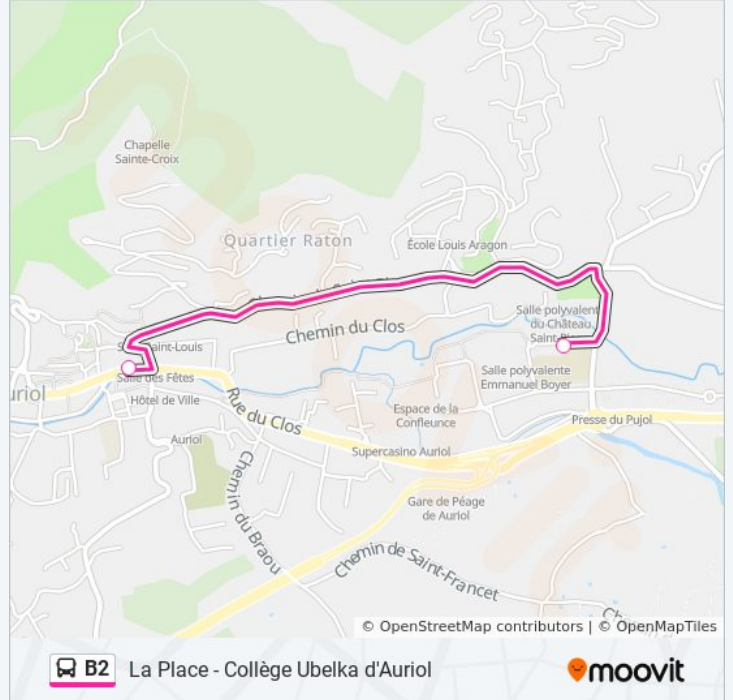 Chapelle
Sainte-Croix
Quartier Raton
École Louis Aragon
Salle polyvalent
du Château
Chemin du Clos
Saint-Louis
Salle polyvalente
Emmanuel Boyer
Salle des Fêtes
uriol
Hôtel de Ville
Rue du Clos
Espace de la
Confleunce
Presse du Pujol
Auriol
Supercasino Auriol
Chemin du Braou
Gare de Péage
de Auriol
Chemin de Saint-Francet
© OpenStreetMap contributors | © OpenMapTiles
B2 La Place - Collège Ubelka d'Auriol
moovit